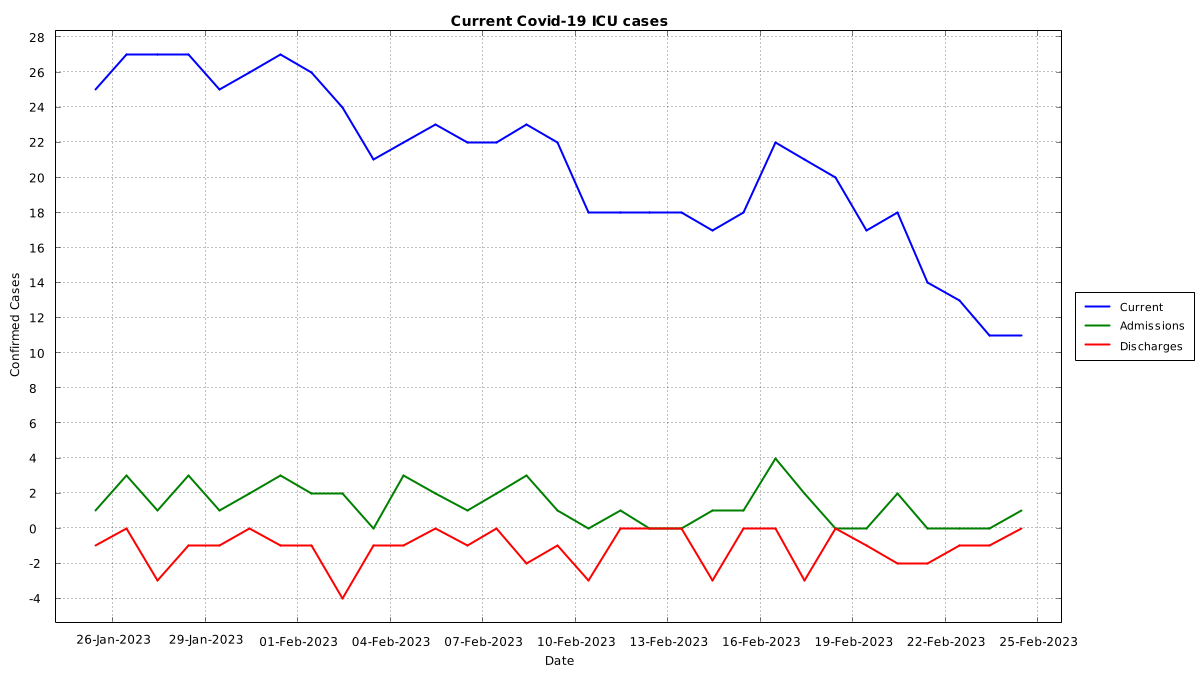 Current Covid-19 ICU cases
28
26
24
22
20
18
16
14
12
10
8
6
4
2
0
-2
-4
Confirmed Cases
26-Jan-2023 29-Jan-2023 01-Feb-2023 04-Feb-2023 07-Feb-2023 10-Feb-2023 13-Feb-2023 16-Feb-2023 19-Feb-2023 22-Feb-2023 25-Feb-2023
Date
Current
Admissions
Discharges